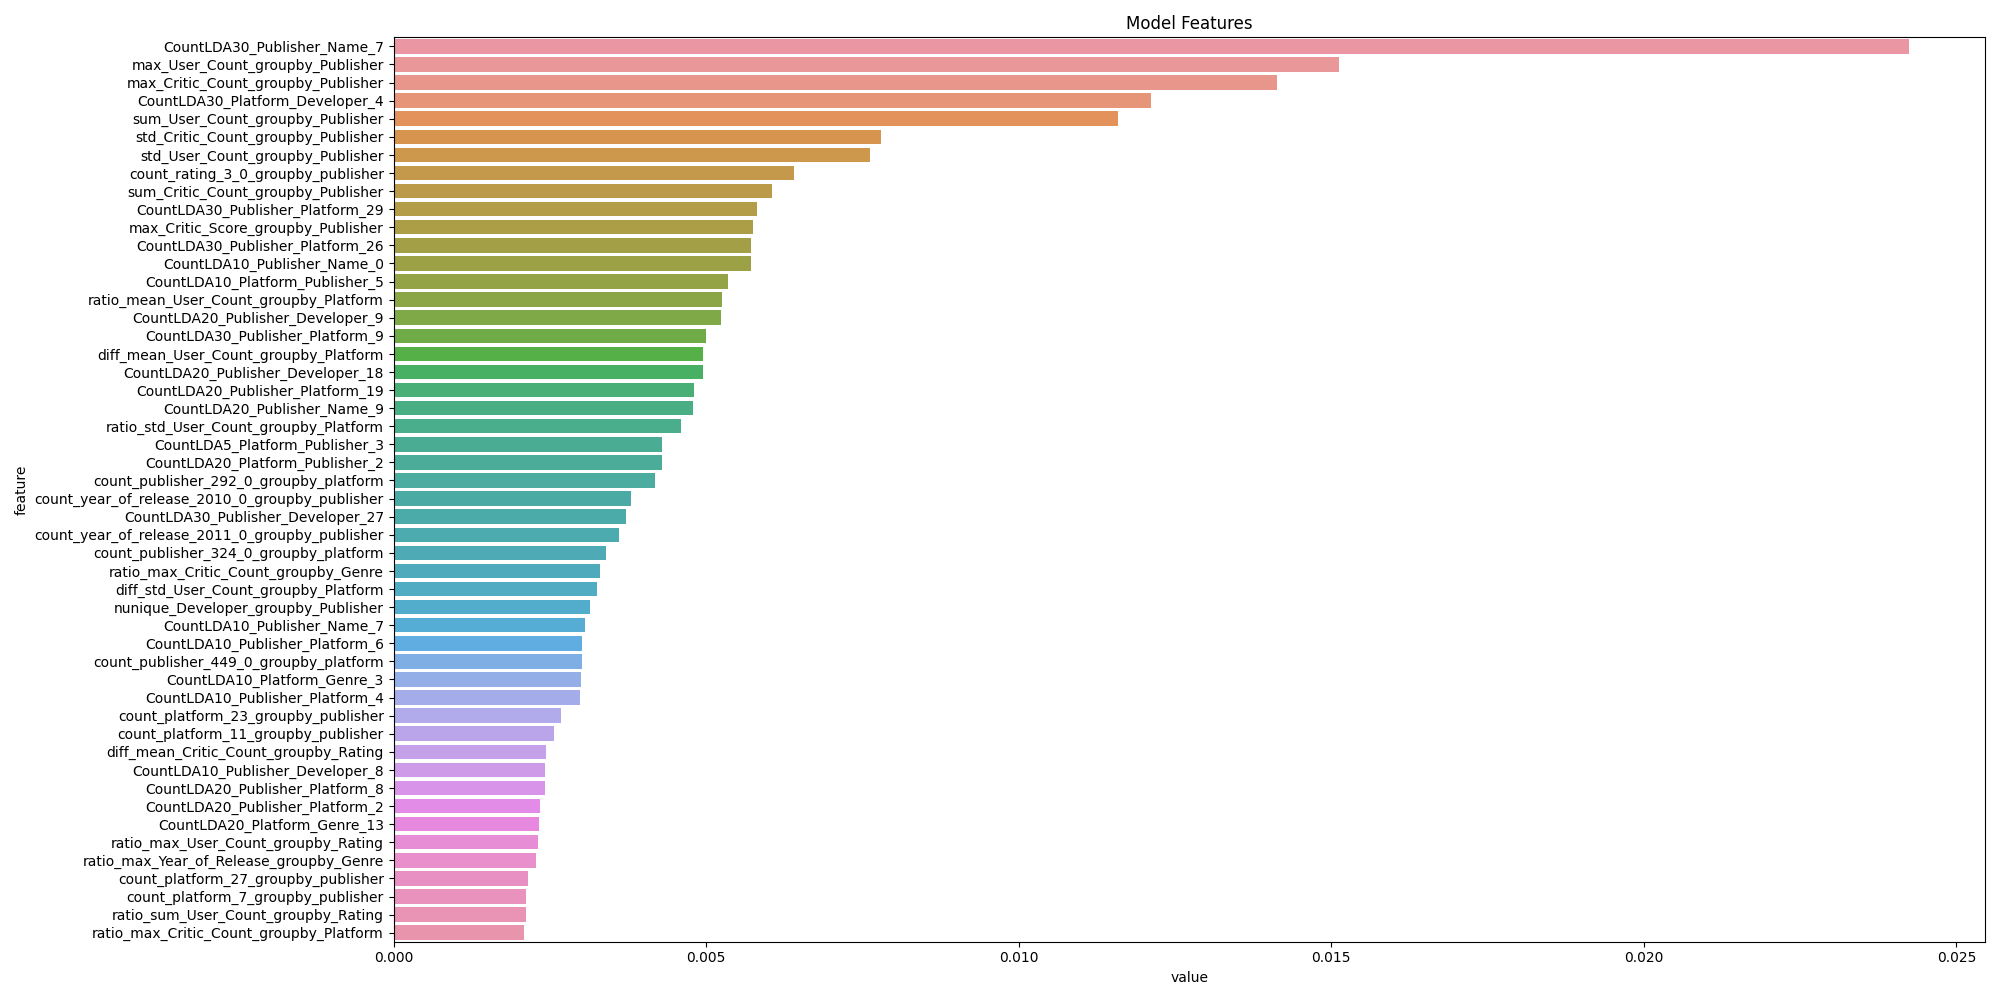 Model Features
CountLDA30_Publisher_Name_7
max_User_Count_groupby_Publisher
max_Critic_Count_groupby_Publisher
CountLDA30_Platform_Developer_4
sum_User_Count_groupby_Publisher
std_Critic_Count_groupby_Publisher
std_User_Count_groupby_Publisher
count_rating_3_0_groupby_publisher
sum_Critic_Count_groupby_Publisher
CountLDA30_Publisher_Platform_29
max_Critic_Score_groupby_Publisher
CountLDA30_Publisher_Platform_26
CountLDA10_Publisher_Name_0
CountLDA10_Platform_Publisher_5
ratio_mean_User_Count_groupby_Platform
CountLDA20_Publisher_Developer_9
CountLDA30_Publisher_Platform_9
diff_mean_User_Count_groupby_Platform
CountLDA20_Publisher_Developer_18
CountLDA20_Publisher_Platform_19
CountLDA20_Publisher_Name_9
ratio_std_User_Count_groupby_Platform
CountLDA5_Platform_Publisher_3
CountLDA20_Platform_Publisher_2
count_publisher_292_0_groupby_platform
count_year_of_release_2010_0_groupby_publisher
CountLDA30_Publisher_Developer_27
count_year_of_release_2011_0_groupby_publisher
count_publisher_324_0_groupby_platform
ratio_max_Critic_Count_groupby_Genre
diff_std_User_Count_groupby_Platform
nunique_Developer_groupby_Publisher
CountLDA10_Publisher_Name_7
CountLDA10_Publisher_Platform_6
count_publisher_449_0_groupby_platform
CountLDA10_Platform_Genre_3
CountLDA10_Publisher_Platform_4
count_platform_23_groupby_publisher
count_platform_11_groupby_publisher
diff_mean_Critic_Count_groupby_Rating
CountLDA10_Publisher_Developer_8
CountLDA20_Publisher_Platform_8
CountLDA20_Publisher_Platform_2
CountLDA20_Platform_Genre_13
ratio_max_User_Count_groupby_Rating
ratio_max_Year_of_Release_groupby_Genre
count_platform_27_groupby_publisher
count_platform_7_groupby_publisher
ratio_sum_User_Count_groupby_Rating
ratio_max_Critic_Count_groupby_Platform
feature
0.000 0.005 0.010 0.015 0.020 0.025
value